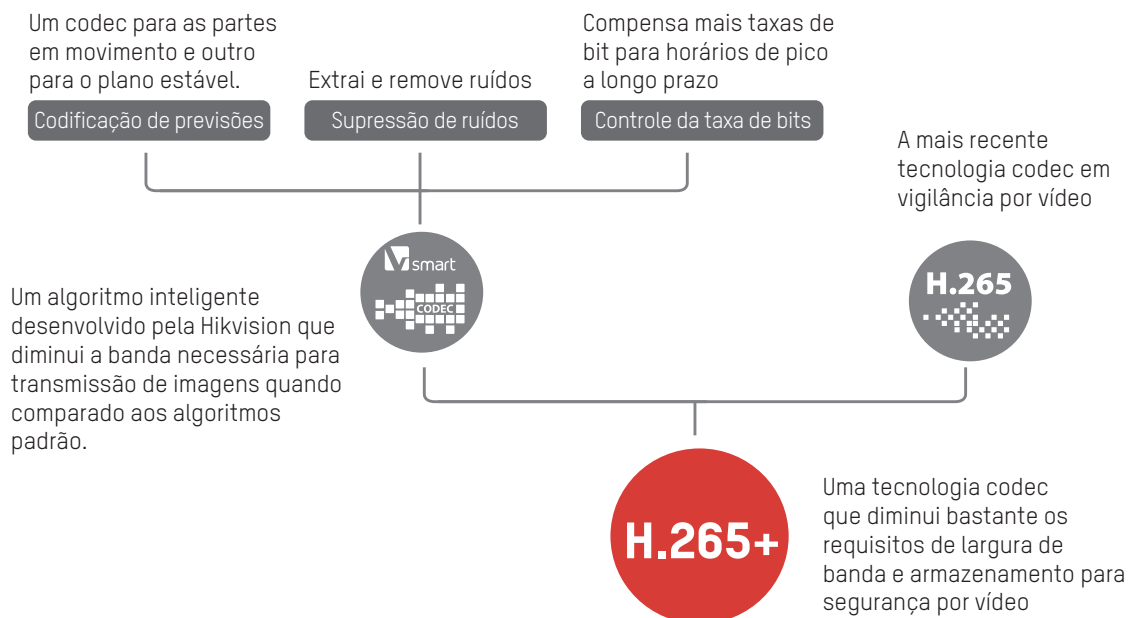 Um codec para as partes
em movimento e outro
para o plano estável.
Codificação de previsões
Extrai e remove ruídos
Supressão de ruídos
Compensa mais taxas de
bit para horários de pico
a longo prazo
Controle da taxa de bits
A mais recente
tecnologia codec em
vigilância por vídeo
smart
CODEC
H.265
Um algoritmo inteligente
desenvolvido pela Hikvision que
diminui a banda necessária para
transmissão de imagens quando
comparado aos algoritmos
padrão.
H.265+
Uma tecnologia codec
que diminui bastante os
requisitos de largura de
banda e armazenamento para
segurança por vídeo